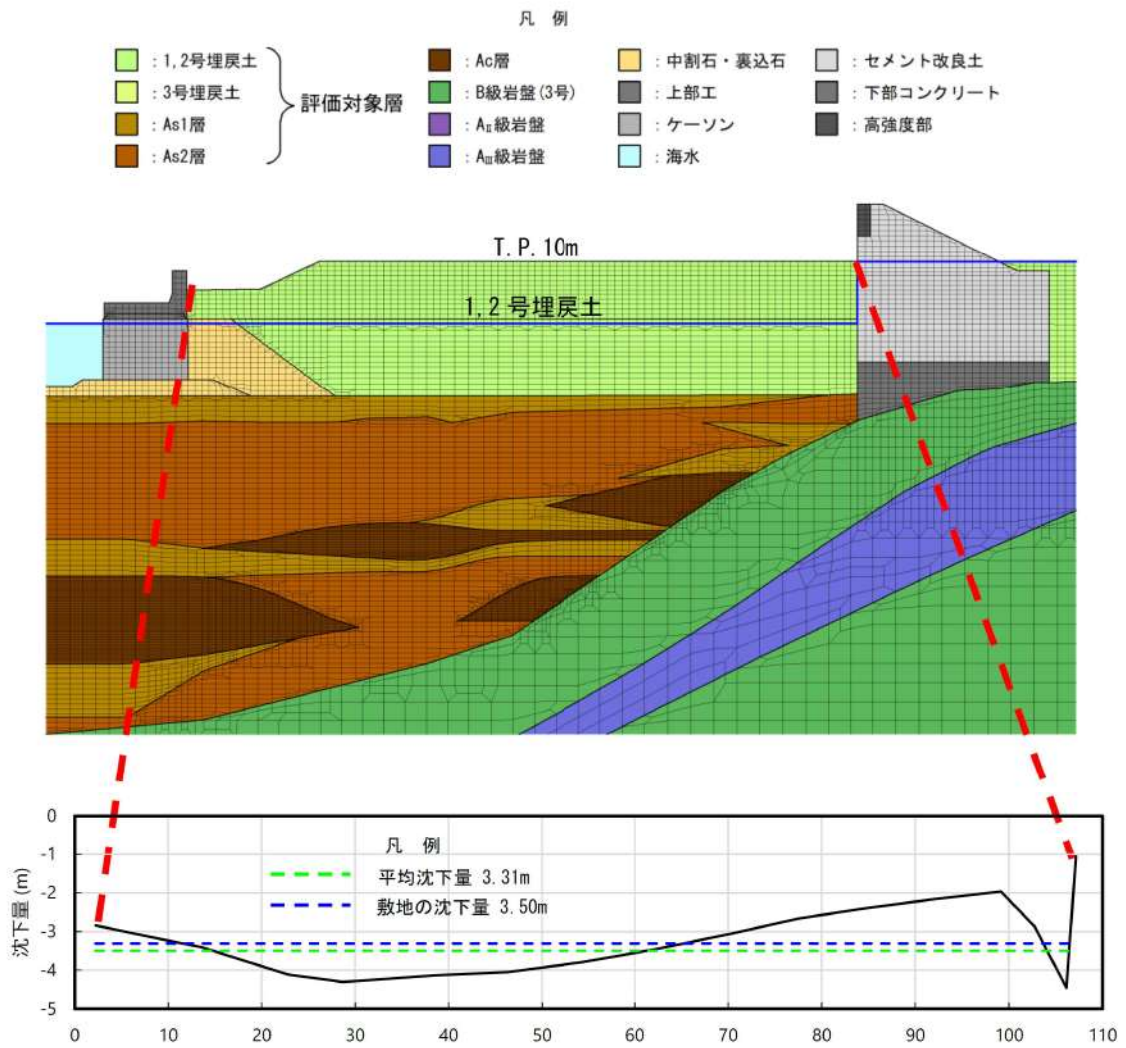 凡 例
: 1,2号埋戻土
: 3号埋戻土
: As1層
: As2層
評価対象層
: Ac層
: B級岩盤(3号)
: AⅡ級岩盤
: AⅢ級岩盤
: 中割石・裏込石
: 上部工
: ケーソン
: 海水
: セメント改良土
: 下部コンクリート
: 高強度部
T.P.10m
1,2号埋戻土
沈下量(m)
0
-1
-2
-3
-4
-5
凡 例
平均沈下量 3.31m
敷地の沈下量 3.50m
0 10 20 30 40 50 60 70 80 90 100 110